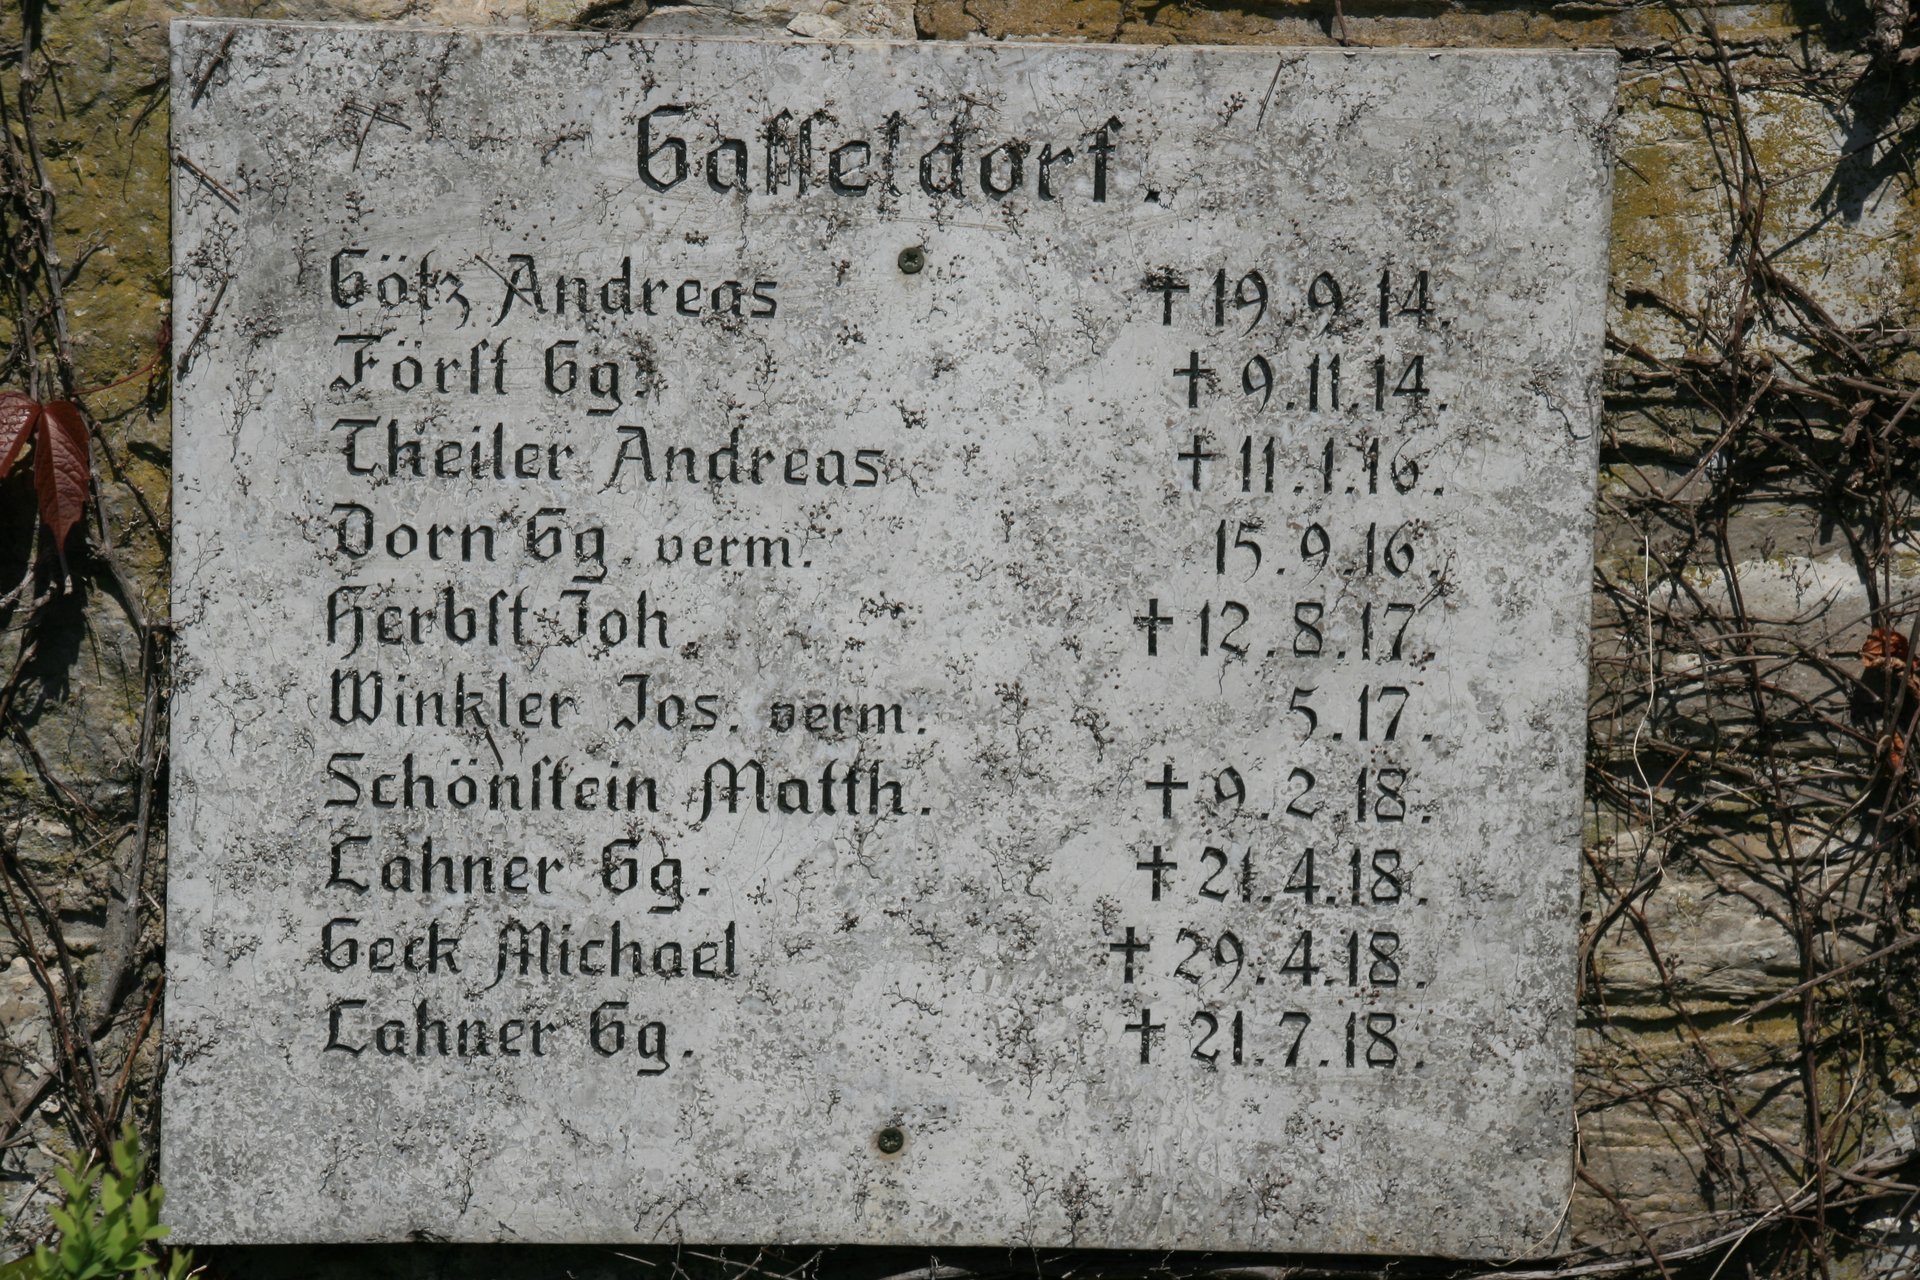 Gasseldorf.
Götz Andreas † 19.9.14.
Först Gg. † 9.11.14.
Theiler Andreas † 11.1.16.
Dorn Gg. verm. 15.9.16.
Herbst Joh. † 12.8.17.
Winkler Jos. verm. 5.17.
Schönstein Matth. † 9.2.18.
Lahner Gg. † 21.4.18.
Geck Michael † 29.4.18.
Lahner Gg. † 21.7.18.